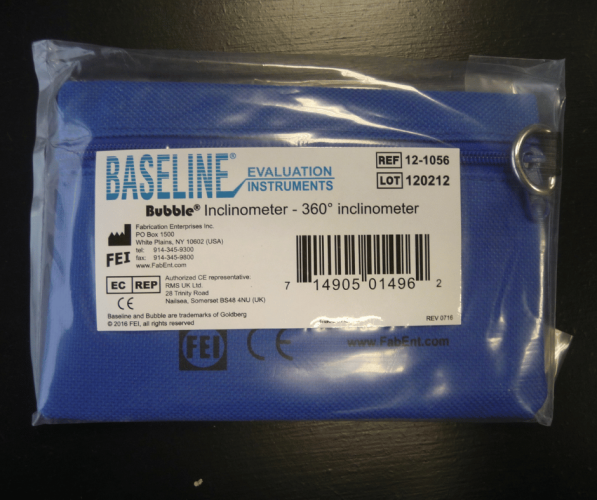 BASELINE® EVALUATION INSTRUMENTS
REF 12-1056
LOT 120212
Bubble® Inclinometer - 360° inclinometer
Fabrication Enterprises Inc.
PO Box 1500
White Plains, NY 10602 (USA)
tel: 914-345-9300
fax: 914-345-9800
www.FabEnt.com
FEI
EC REP
Authorized CE representative.
RMS UK Ltd.
28 Trinity Road
Nailsea, Somerset BS48 4NU (UK)
CE
7 14905 01496 2
Baseline and Bubble are trademarks of Goldberg
© 2016 FEI, all rights reserved
REV 0716
FEI CE www.FabEnt.com